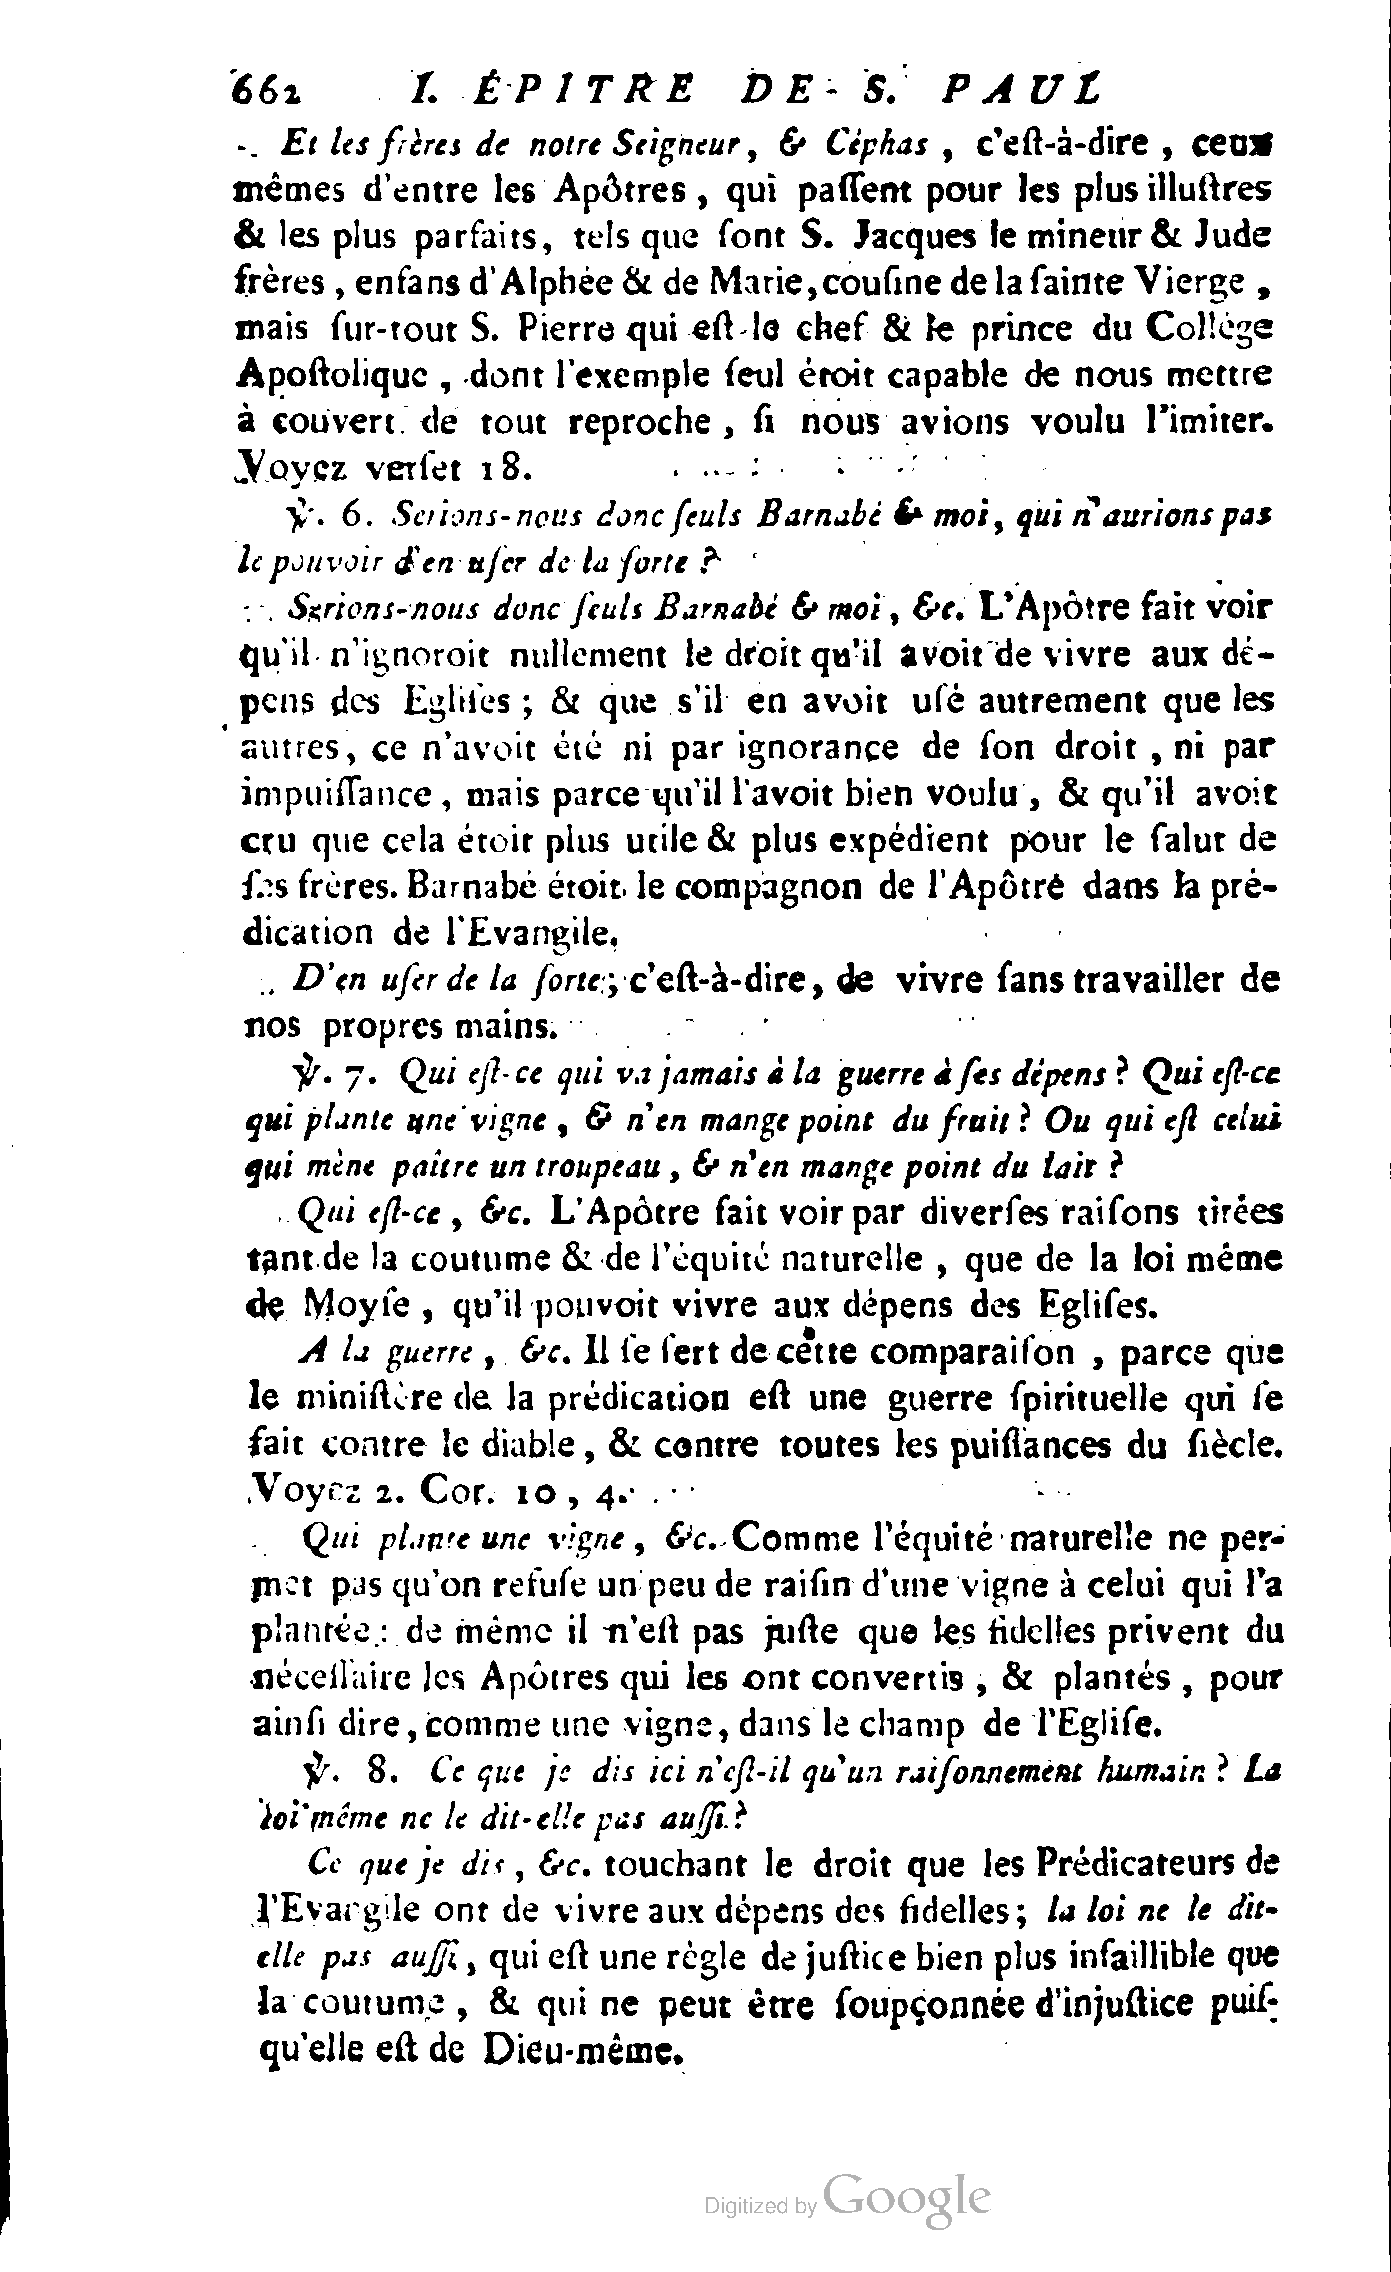 662 I. ÉPITRE DE S. PAUL
Et les frères de notre Seigneur, & Céphas, c'eſt-à-dire, ceux
mêmes d'entre les Apôtres, qui paſſent pour les plus illuſtres
& les plus parfaits, tels que ſont S. Jacques le mineur & Jude
frères, enfans d'Alphée & de Marie, couſine de la ſainte Vierge,
mais ſur-tout S. Pierre qui eſt le chef & le prince du Collége
Apoſtolique, dont l'exemple ſeul étoit capable de nous mettre
à couvert de tout reproche, ſi nous avions voulu l'imiter.
Voyez verſet 18.
℣. 6. Serions-nous donc ſeuls Barnabé & moi, qui n'aurions pas
le pouvoir d'en uſer de la ſorte?
Serions-nous donc ſeuls Barnabé & moi, &c. L'Apôtre fait voir
qu'il n'ignoroit nullement le droit qu'il avoit de vivre aux dé-
pens des Egliſes; & que s'il en avoit uſé autrement que les
autres, ce n'avoit été ni par ignorance de ſon droit, ni par
impuiſſance, mais parce qu'il l'avoit bien voulu, & qu'il avoit
cru que cela étoit plus utile & plus expédient pour le ſalut de
ſes frères. Barnabé étoit le compagnon de l'Apôtre dans la pré-
dication de l'Evangile.
D'en uſer de la ſorte; c'eſt-à-dire, de vivre ſans travailler de
nos propres mains.
℣. 7. Qui eſt-ce qui va jamais à la guerre à ſes dépens? Qui eſt-ce
qui plante une vigne, & n'en mange point du fruit? Ou qui eſt celui
qui mène paître un troupeau, & n'en mange point du lait?
Qui eſt-ce, &c. L'Apôtre fait voir par diverſes raiſons tirées
tant de la coutume & de l'équité naturelle, que de la loi même
de Moyſe, qu'il pouvoit vivre aux dépens des Egliſes.
A la guerre, &c. Il ſe ſert de cette comparaiſon, parce que
le miniſtère de la prédication eſt une guerre ſpirituelle qui ſe
fait contre le diable, & contre toutes les puiſſances du ſiècle.
Voyez 2. Cor. 10, 4.
Qui plante une vigne, &c. Comme l'équité naturelle ne per-
met pas qu'on refuſe un peu de raiſin d'une vigne à celui qui l'a
plantée: de même il n'eſt pas juſte que les fidelles privent du
néceſſaire les Apôtres qui les ont convertis, & plantés, pour
ainſi dire, comme une vigne, dans le champ de l'Egliſe.
℣. 8. Ce que je dis ici n'eſt-il qu'un raiſonnement humain? La
loi même ne le dit-elle pas auſſi?
Ce que je dis, &c. touchant le droit que les Prédicateurs de
l'Evangile ont de vivre aux dépens des fidelles; la loi ne le dit-
elle pas auſſi, qui eſt une règle de juſtice bien plus infaillible que
la coutume, & qui ne peut être ſoupçonnée d'injuſtice puiſ-
qu'elle eſt de Dieu-même.
Digitized by Google